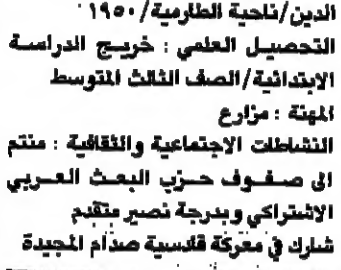 الدين/ناحية الطارمية/١٩٥٠
التحصيل العلمي : خريج الدراسة
الابتدائية/الصف الثالث المتوسط
المهنة : مزارع
النشاطات الاجتماعية والثقافية : منتم
الى صفوف حزب البعث العربي
الاشتراكي وبدرجة نصير متقدم
شارك في معركة قادسية صدام المجيدة